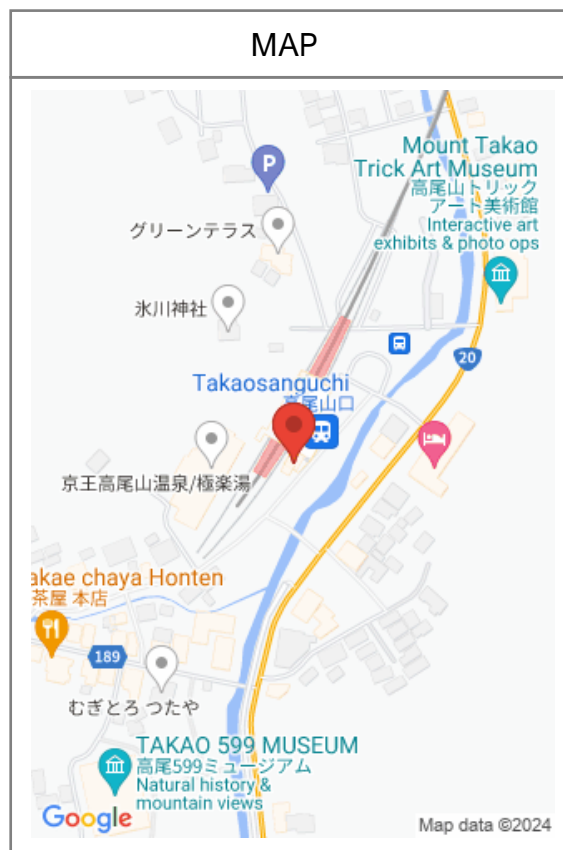 MAP
P
Mount Takao
Trick Art Museum
高尾山トリック
アート美術館
Interactive art
exhibits & photo ops
グリーンテラス
氷川神社
20
Takaosanguchi
高尾山口
京王高尾山温泉/極楽湯
akae chaya Honten
茶屋 本店
189
むぎとろ つたや
TAKAO 599 MUSEUM
高尾599ミュージアム
Natural history &
mountain views
Google
Map data ©2024